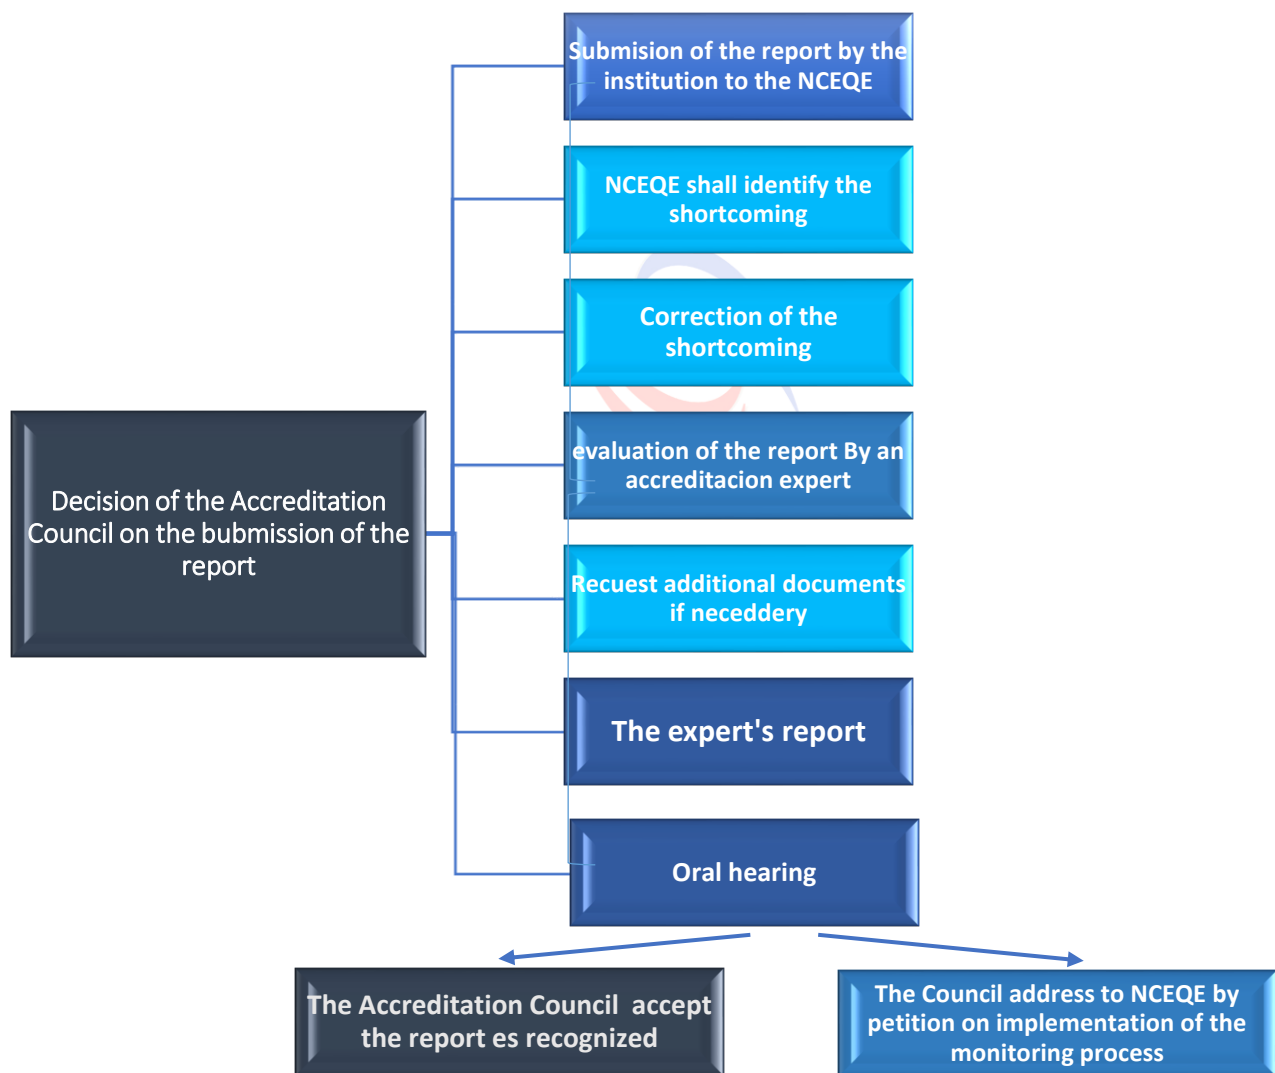 Submision of the report by the
institution to the NCEQE
NCEQE shall identify the
shortcoming
Correction of the
shortcoming
evaluation of the report By an
accreditacion expert
Decision of the Accreditation
Council on the bubmission of the
report
Recuest additional documents
if neceddery
The expert's report
Oral hearing
The Accreditation Council accept
the report es recognized
The Council address to NCEQE by
petition on implementation of the
monitoring process